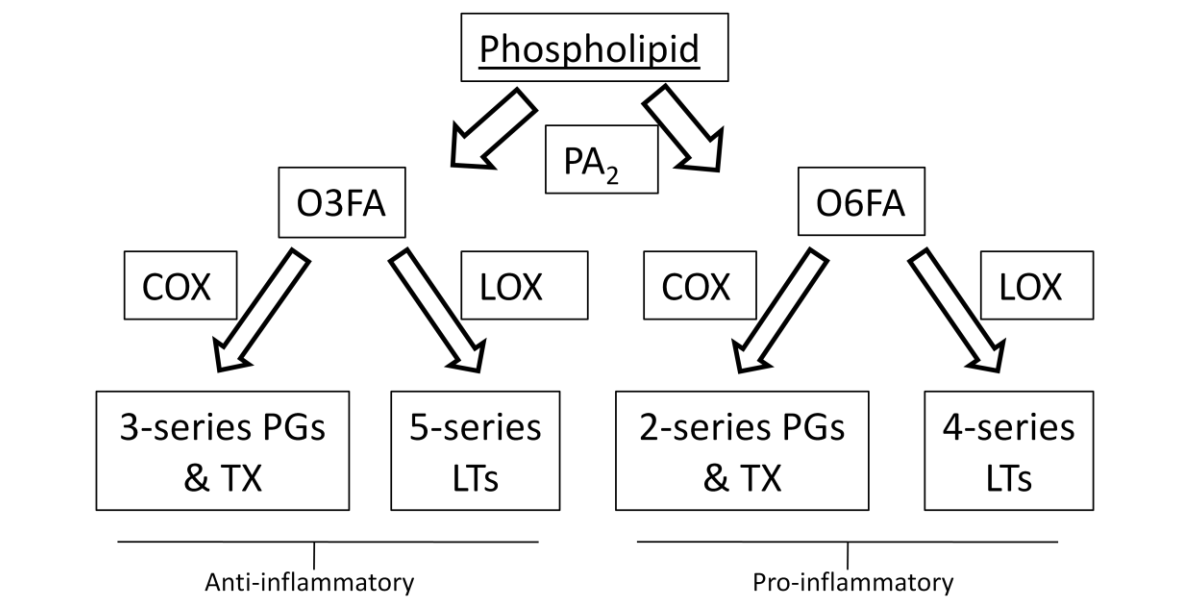 Phospholipid
PA₂
O3FA
O6FA
COX
LOX
COX
LOX
3-series PGs
& TX
5-series
LTs
2-series PGs
& TX
4-series
LTs
Anti-inflammatory
Pro-inflammatory